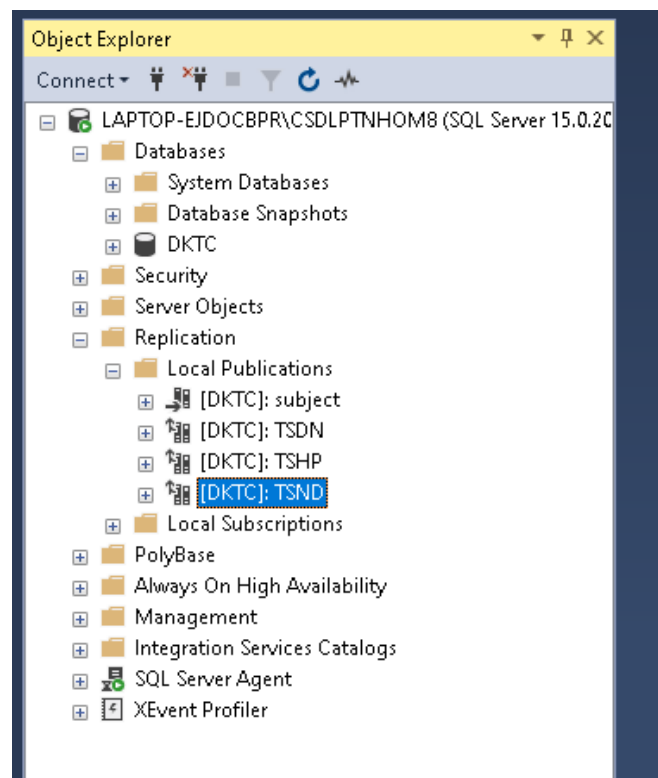 Object Explorer
Connect
LAPTOP-EJDOCBPR\CSDLPTNHOM8 (SQL Server 15.0.20
Databases
System Databases
Database Snapshots
DKTC
Security
Server Objects
Replication
Local Publications
[DKTC]: subject
[DKTC]: TSDN
[DKTC]: TSHP
[DKTC]: TSND
Local Subscriptions
PolyBase
Always On High Availability
Management
Integration Services Catalogs
SQL Server Agent
XEvent Profiler